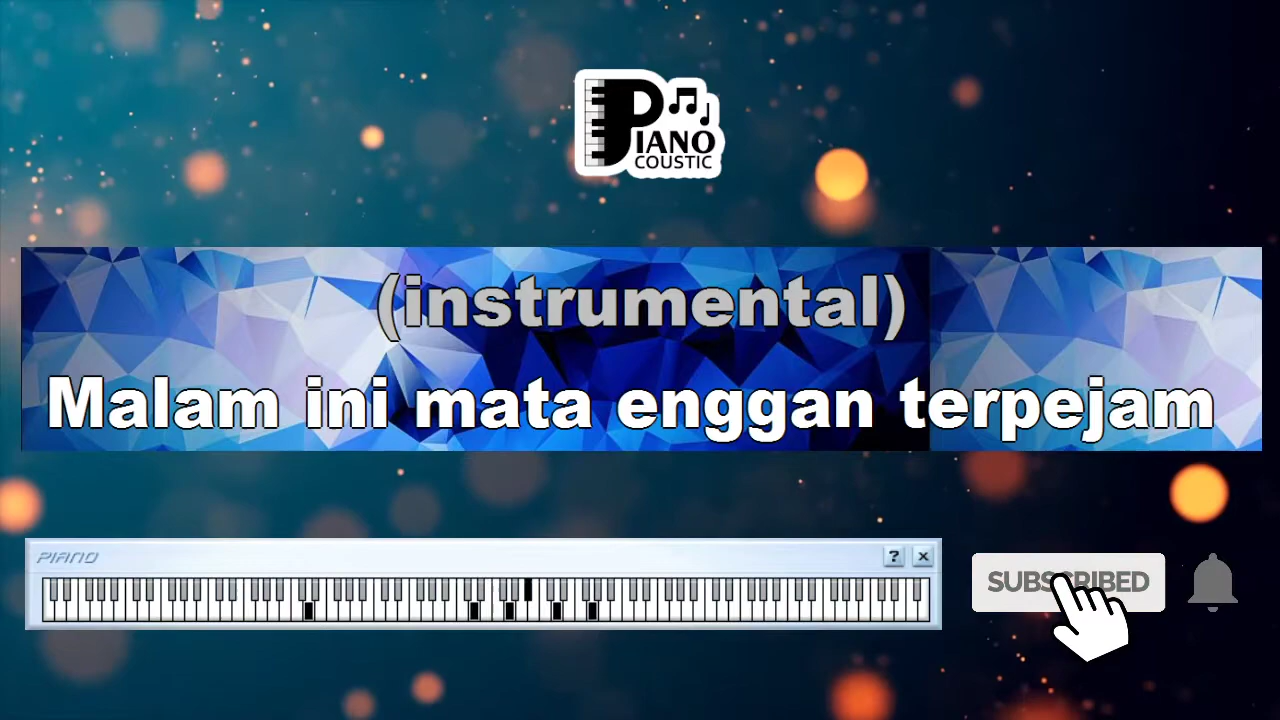 PIANO
COUSTIC
(instrumental)
Malam ini mata enggan terpejam
PIANO
? ×
SUBSCRIBED